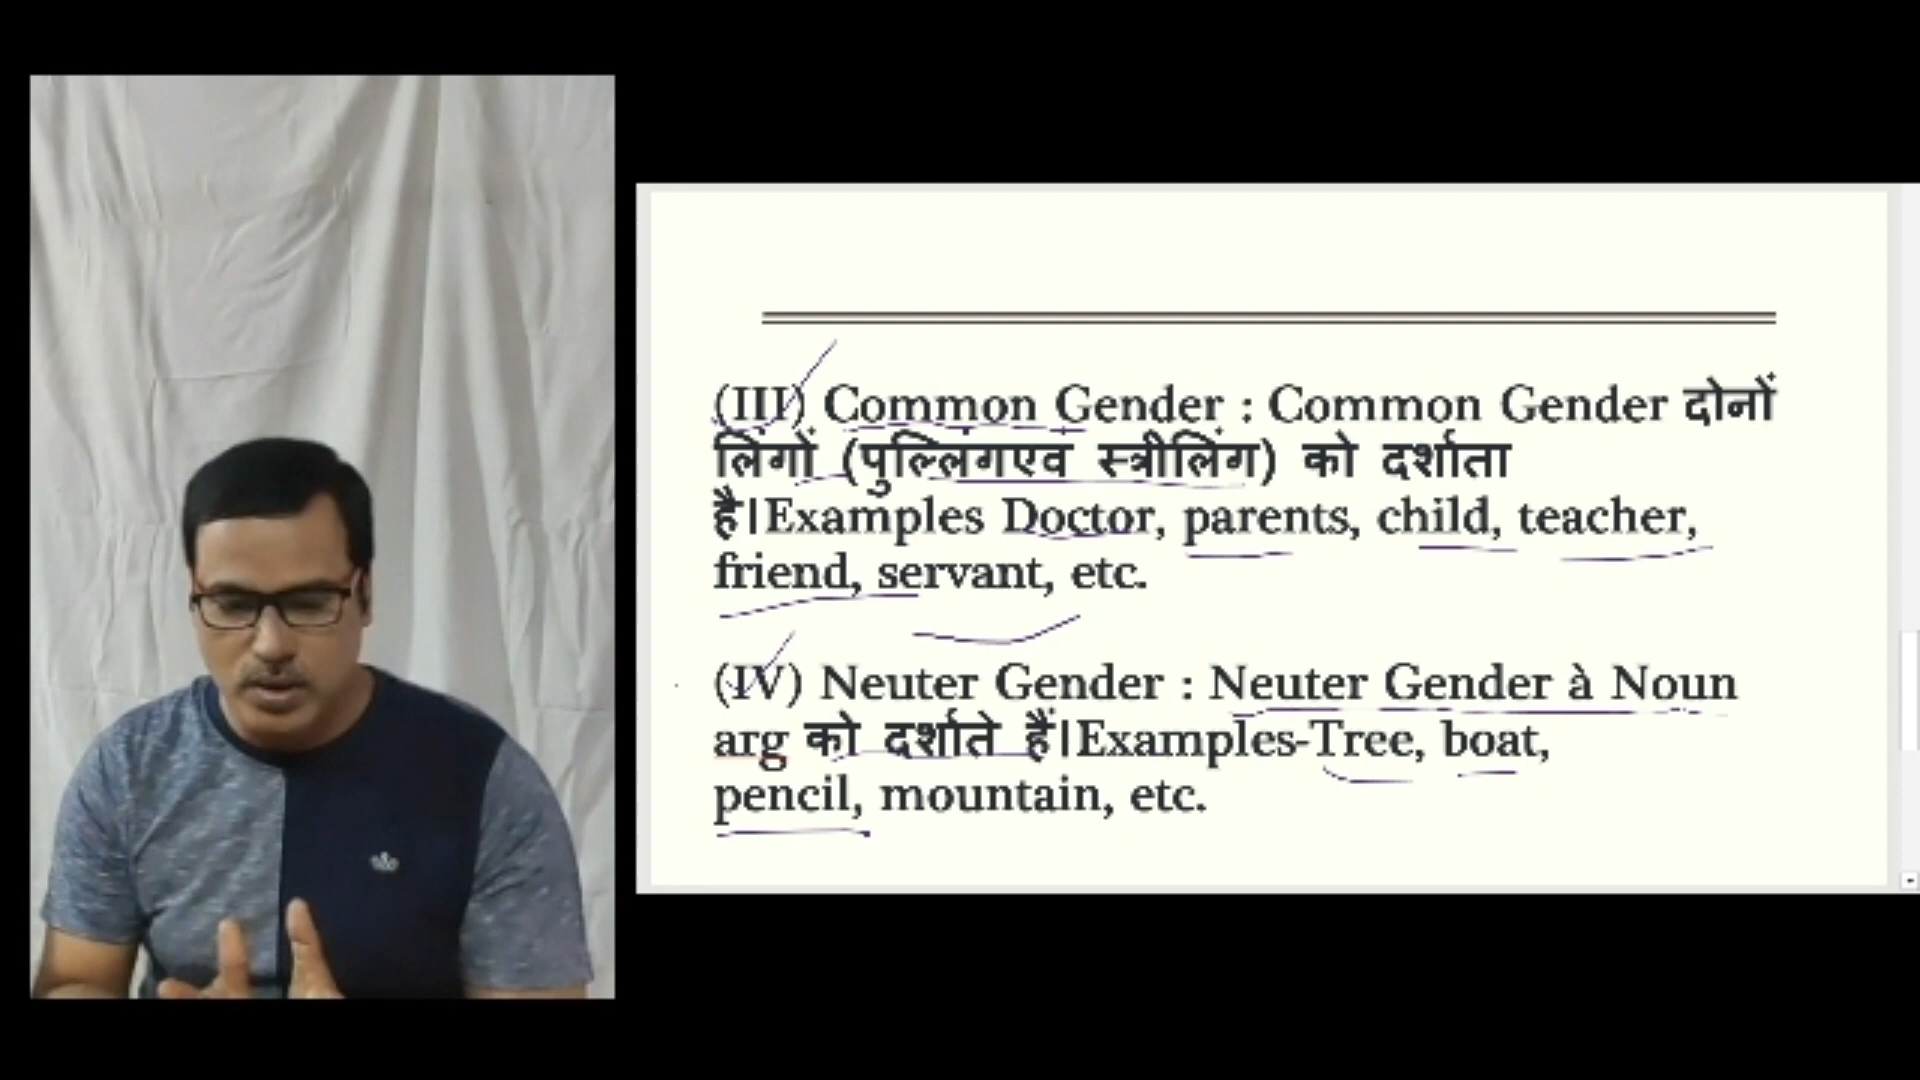 (III) Common Gender : Common Gender दोनों
लिंगों (पुल्लिंगएवं स्त्रीलिंग) को दर्शाता
है।Examples Doctor, parents, child, teacher,
friend, servant, etc.
(IV) Neuter Gender : Neuter Gender à Noun
arg को दर्शाते हैं।Examples-Tree, boat,
pencil, mountain, etc.